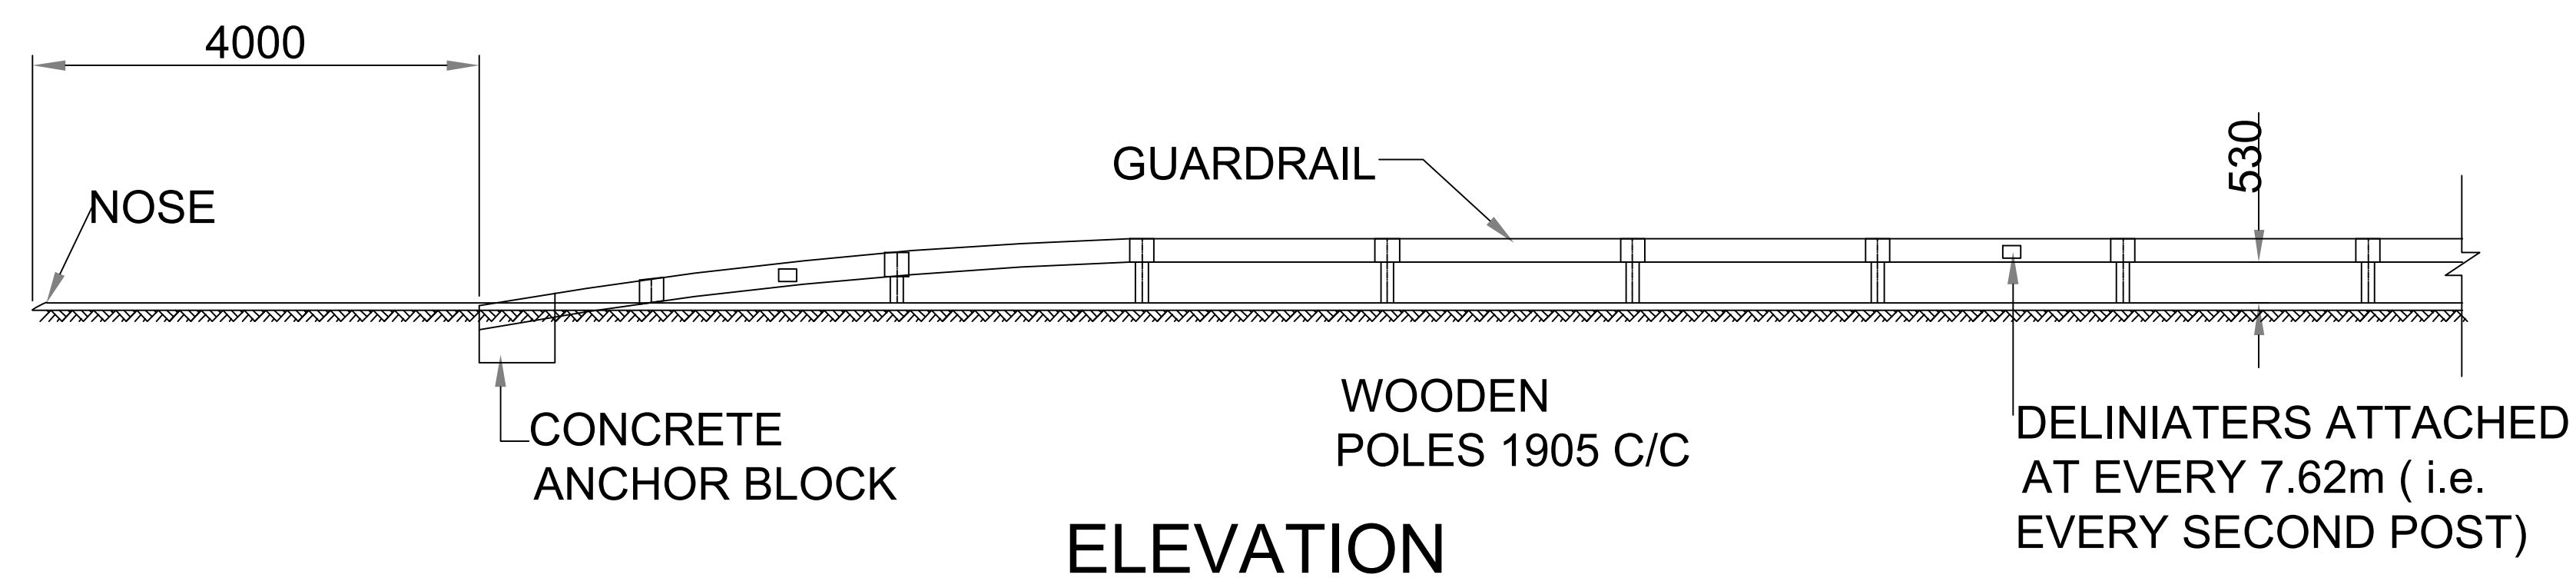 4000
NOSE
GUARDRAIL
530
CONCRETE
ANCHOR BLOCK
WOODEN
POLES 1905 C/C
DELINIATERS ATTACHED
AT EVERY 7.62m ( i.e.
EVERY SECOND POST)
ELEVATION